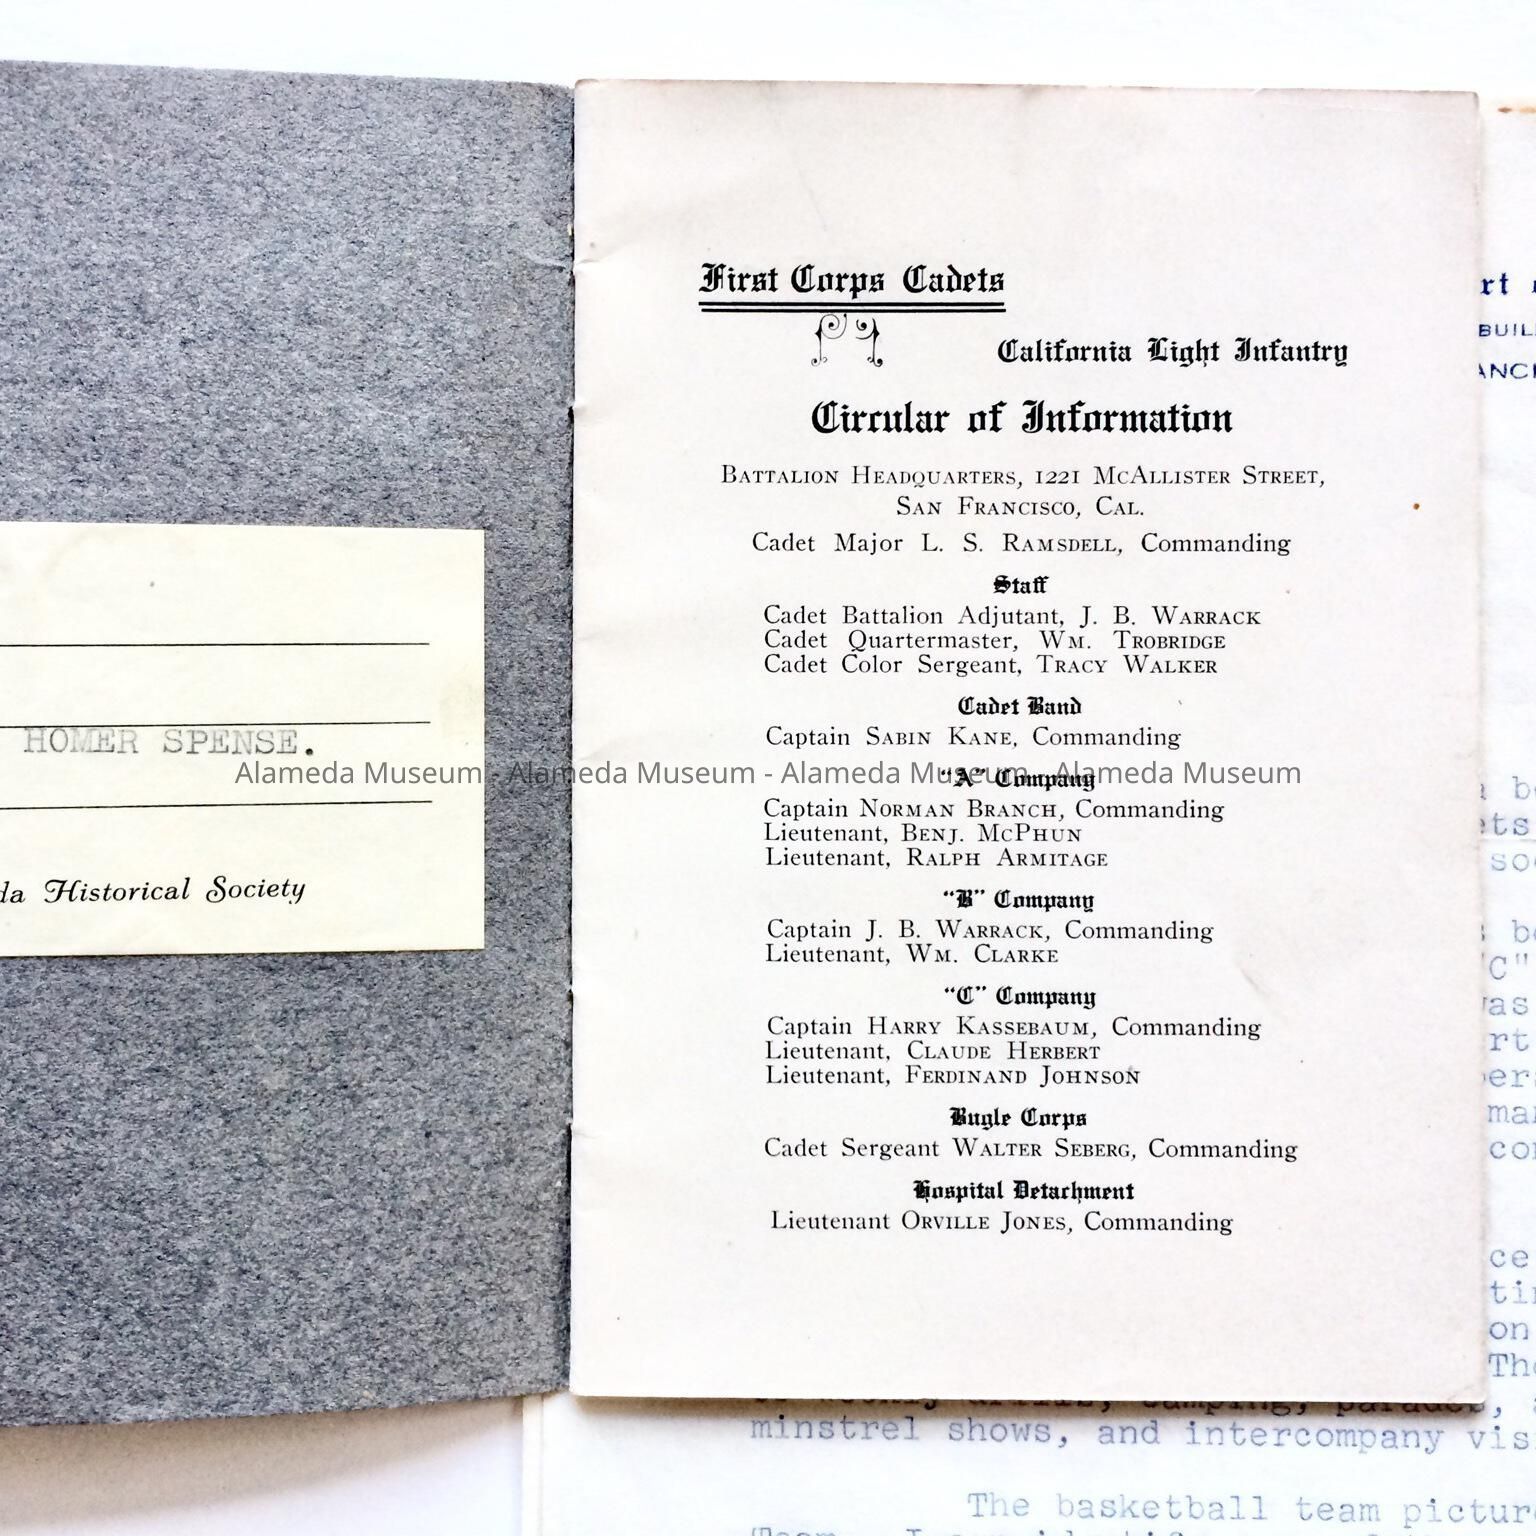 HOMER SPENSE.
Historical Society
First Corps Cadets
California Light Infantry
Circular of Information
BATTALION HEADQUARTERS, 1221 MCALLISTER STREET,
SAN FRANCISCO, CAL.
Cadet Major L. S. RAMSDELL, Commanding
Staff
Cadet Battalion Adjutant, J. B. WARRACK
Cadet Quartermaster, WM. TROBRIDGE
Cadet Color Sergeant, TRACY WALKER
Cadet Band
Captain SABIN KANE, Commanding
Alameda Museum - Alameda Museum - Alameda Museum - Alameda Museum
"A" Company
Captain NORMAN BRANCH, Commanding
Lieutenant, BENJ. MCPHUN
Lieutenant, RALPH ARMITAGE
"B" Company
Captain J. B. WARRACK, Commanding
Lieutenant, WM. CLARKE
"C" Company
Captain HARRY KASSEBAUM, Commanding
Lieutenant, CLAUDE HERBERT
Lieutenant, FERDINAND JOHNSON
Bugle Corps
Cadet Sergeant WALTER SEBERG, Commanding
Hospital Detachment
Lieutenant ORVILLE JONES, Commanding
"C"
on
minstrel shows, and intercompany
The basketball team